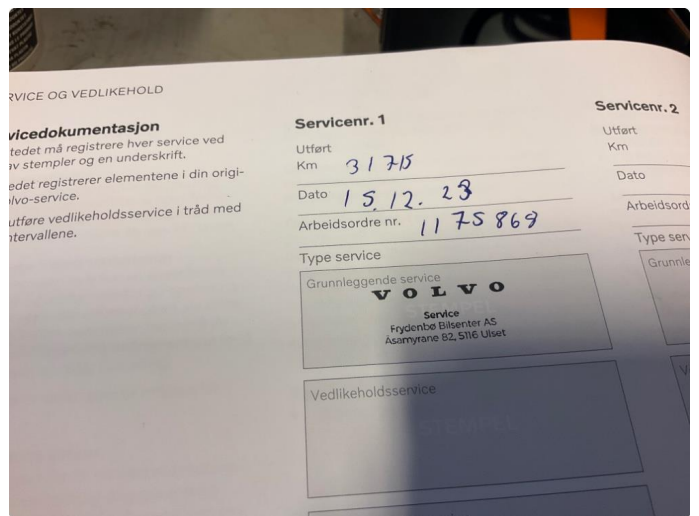 RVICE OG VEDLIKEHOLD
vicedokumentasjon
tedet må registrere hver service ved
av stempler og en underskrift.
edet registrerer elementene i din origi-
lvo-service.
utføre vedlikeholdsservice i tråd med
ntervallene.
Servicenr. 1
Utført
Km 31715
Dato 15.12.23
Arbeidsordre nr. 1175869
Type service
Grunnleggende service
VOLVO
Service
Frydenbø Bilsenter AS
Åsamyrane 82, 5116 Ulset
Vedlikeholdsservice
STEMPEL
Servicenr. 2
Utført
Km
Dato
Arbeidsord
Type serv
Grunnle
V